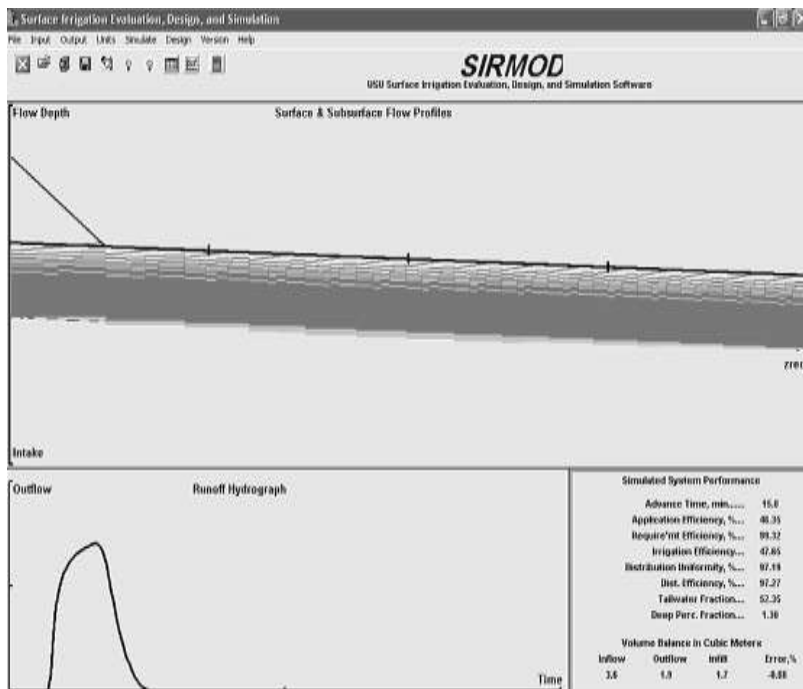 Surface Irrigation Evaluation, Design, and Simulation
File Input Output Units Simulate Design Version Help
SIRMOD
USU Surface Irrigation Evaluation, Design, and Simulation Software
Flow Depth
Surface & Subsurface Flow Profiles
zreq
Intake
Outflow
Runoff Hydrograph
Time
Simulated System Performance
Advance Time, min..... 15.0
Application Efficiency, %... 46.35
Require'mt Efficiency, %... 99.32
Irrigation Efficiency... 47.65
Distribution Uniformity, %... 97.19
Dist. Efficiency, %... 97.27
Tailwater Fraction... 52.35
Deep Perc. Fraction... 1.30
Volume Balance in Cubic Meters
Inflow Outflow Infilt Error,%
3.6 1.9 1.7